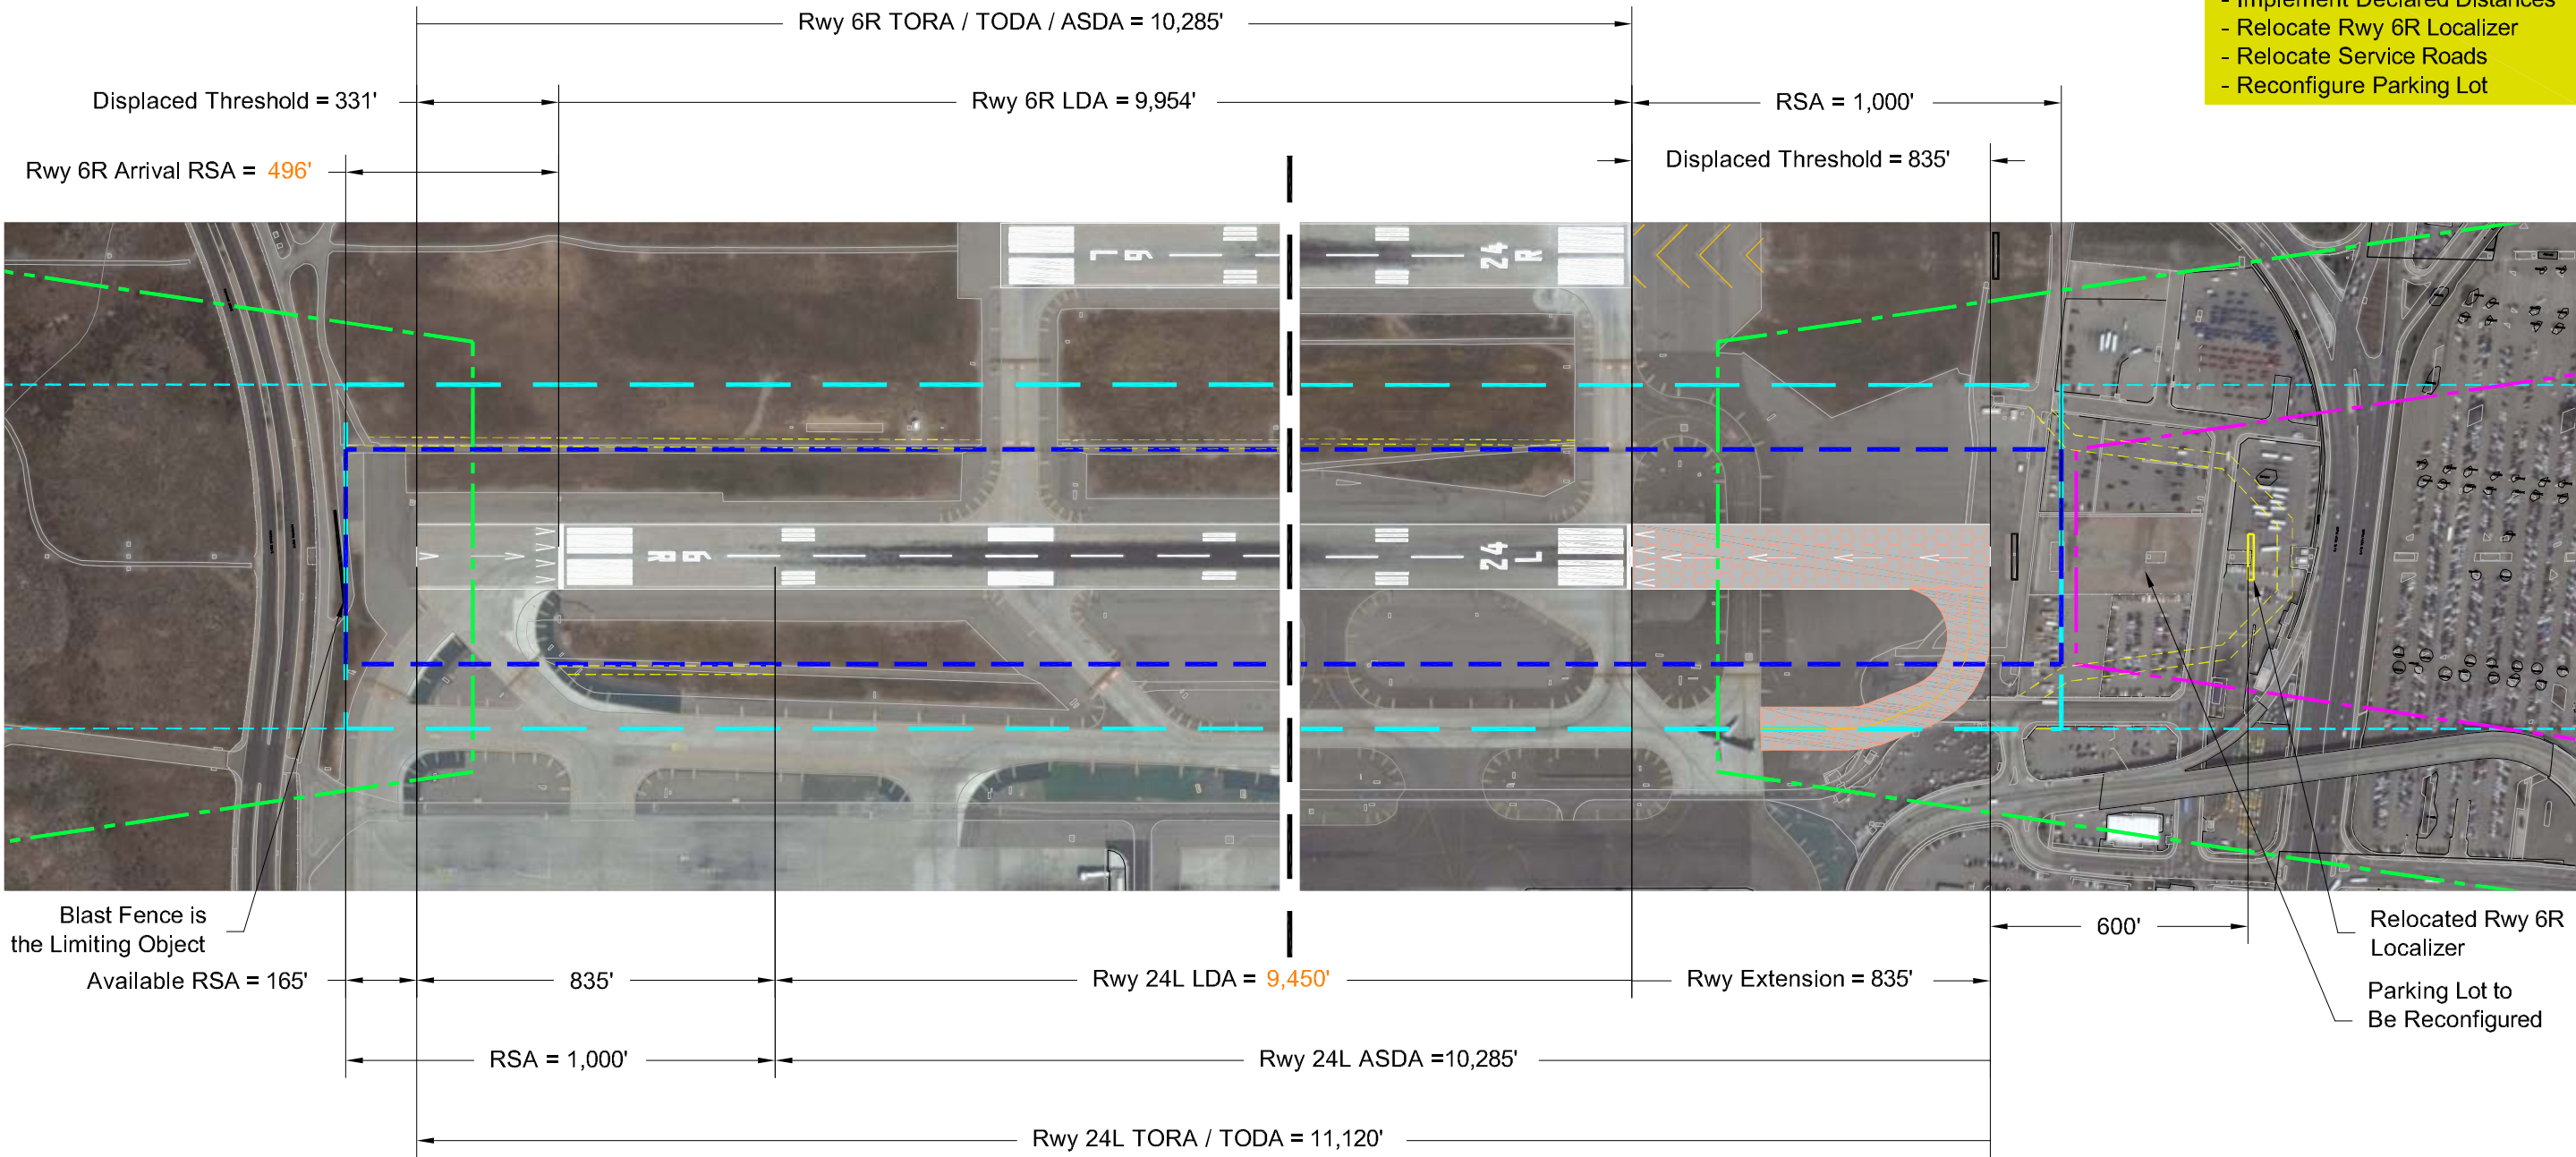 Rwy 6R TORA / TODA / ASDA = 10,285'
- Implement Declared Distances
- Relocate Rwy 6R Localizer
- Relocate Service Roads
- Reconfigure Parking Lot
Displaced Threshold = 331'
Rwy 6R LDA = 9,954'
RSA = 1,000'
Displaced Threshold = 835'
Rwy 6R Arrival RSA = 496'
6
L
24
R
6
R
24
L
Blast Fence is
the Limiting Object
600'
Relocated Rwy 6R
Localizer
Available RSA = 165'
835'
Rwy 24L LDA = 9,450'
Rwy Extension = 835'
Parking Lot to
Be Reconfigured
RSA = 1,000'
Rwy 24L ASDA =10,285'
Rwy 24L TORA / TODA = 11,120'